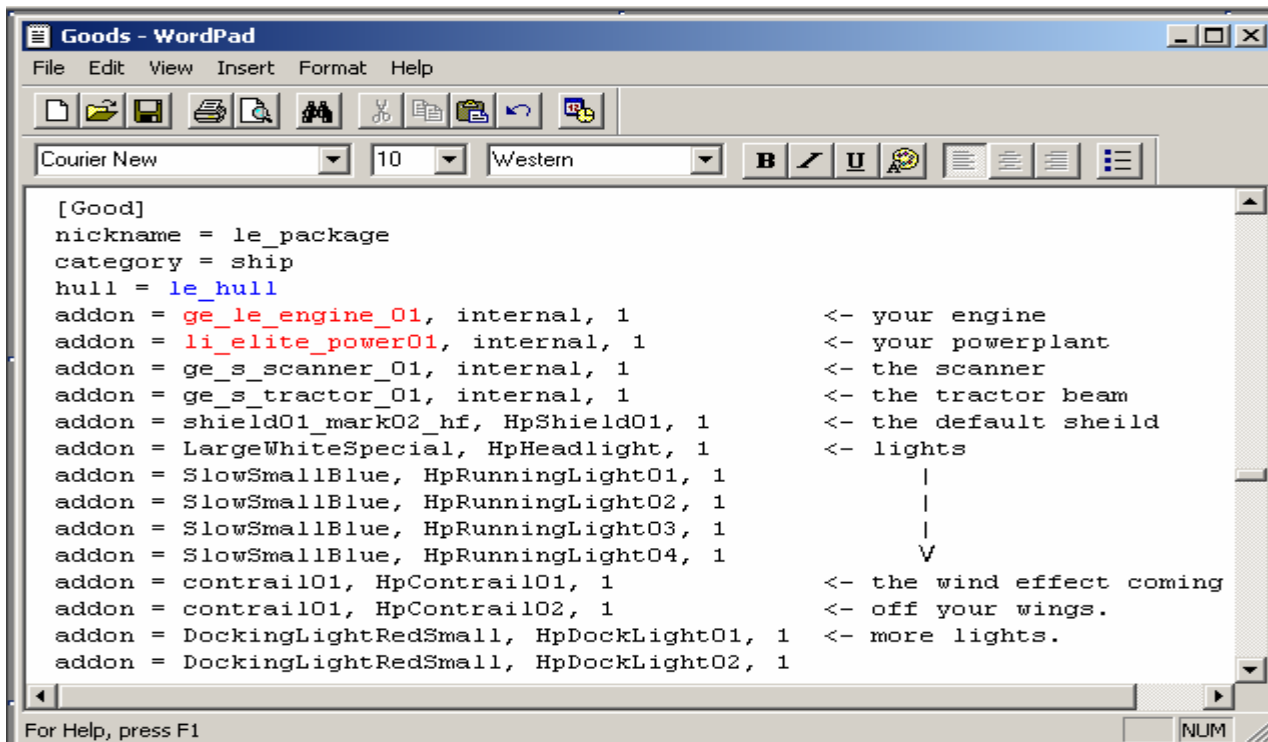 Goods - WordPad
File Edit View Insert Format Help
Courier New 10 Western B I U
[Good]
nickname = le_package
category = ship
hull = le_hull
addon = ge_le_engine_01, internal, 1 <- your engine
addon = li_elite_power01, internal, 1 <- your powerplant
addon = ge_s_scanner_01, internal, 1 <- the scanner
addon = ge_s_tractor_01, internal, 1 <- the tractor beam
addon = shield01_mark02_hf, HpShield01, 1 <- the default sheild
addon = LargeWhiteSpecial, HpHeadlight, 1 <- lights
addon = SlowSmallBlue, HpRunningLight01, 1 |
addon = SlowSmallBlue, HpRunningLight02, 1 |
addon = SlowSmallBlue, HpRunningLight03, 1 |
addon = SlowSmallBlue, HpRunningLight04, 1 V
addon = contrail01, HpContrail01, 1 <- the wind effect coming
addon = contrail01, HpContrail02, 1 <- off your wings.
addon = DockingLightRedSmall, HpDockLight01, 1 <- more lights.
addon = DockingLightRedSmall, HpDockLight02, 1
For Help, press F1 NUM